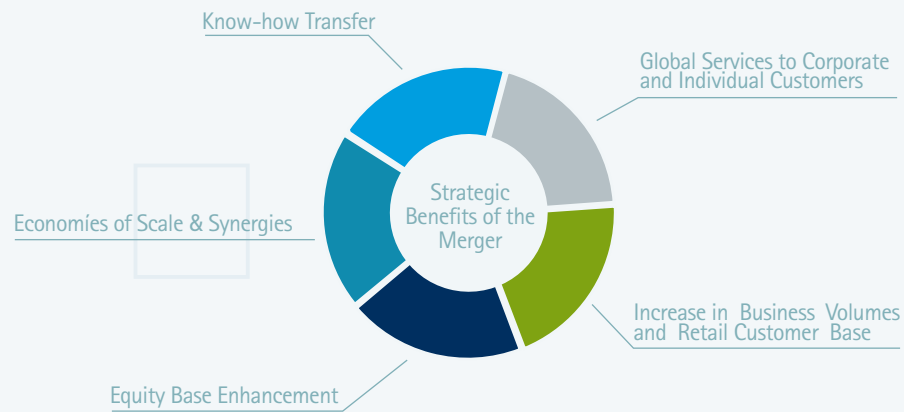 Know-how Transfer
Global Services to Corporate
and Individual Customers
Strategic
Benefits of the
Merger
Economíes of Scale & Synergies
Increase in Business Volumes
and Retail Customer Base
Equity Base Enhancement